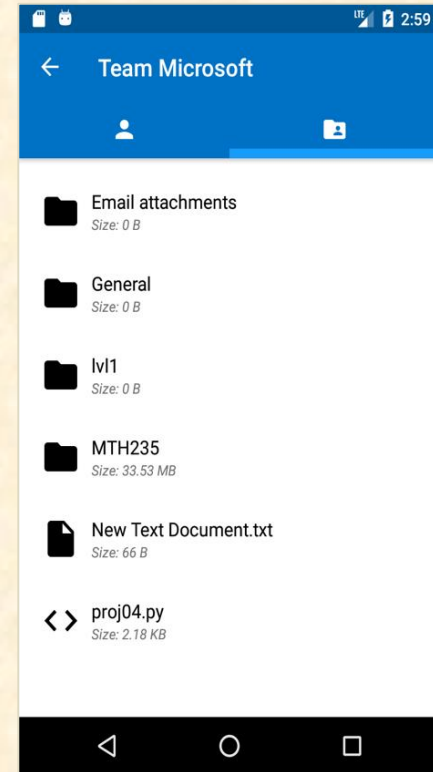 LTE 2:59
Team Microsoft
Email attachments
Size: 0 B
General
Size: 0 B
lvl1
Size: 0 B
MTH235
Size: 33.53 MB
New Text Document.txt
Size: 66 B
proj04.py
Size: 2.18 KB